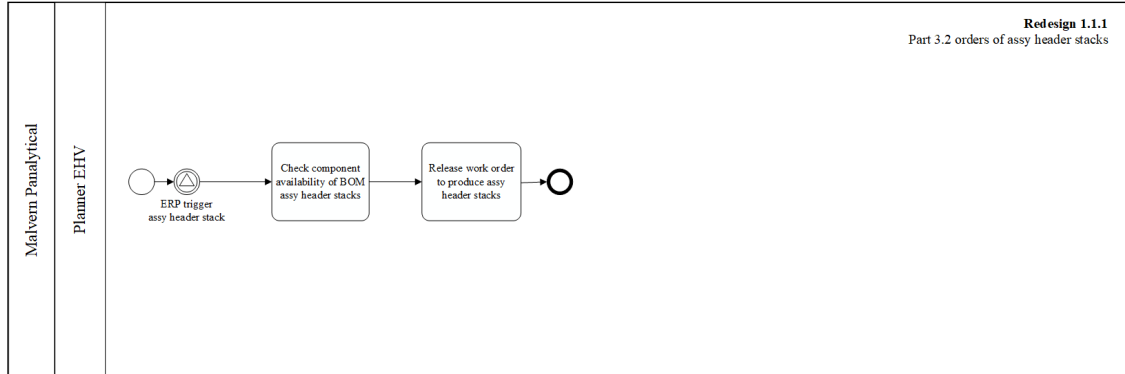 Redesign 1.1.1
Part 3.2 orders of assy header stacks
Malvern Panalytical
Planner EHV
ERP trigger
assy header stack
Check component
availability of BOM
assy header stacks
Release work order
to produce assy
header stacks